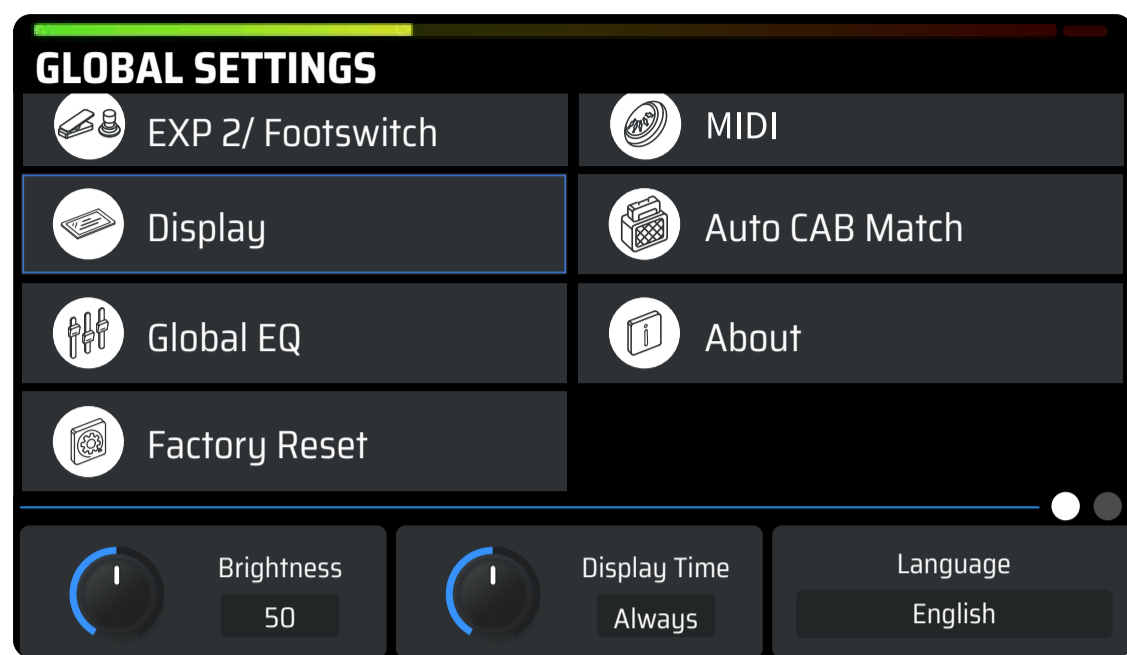 GLOBAL SETTINGS
EXP 2/ Footswitch
MIDI
Display
Auto CAB Match
Global EQ
About
Factory Reset
Brightness
50
Display Time
Always
Language
English